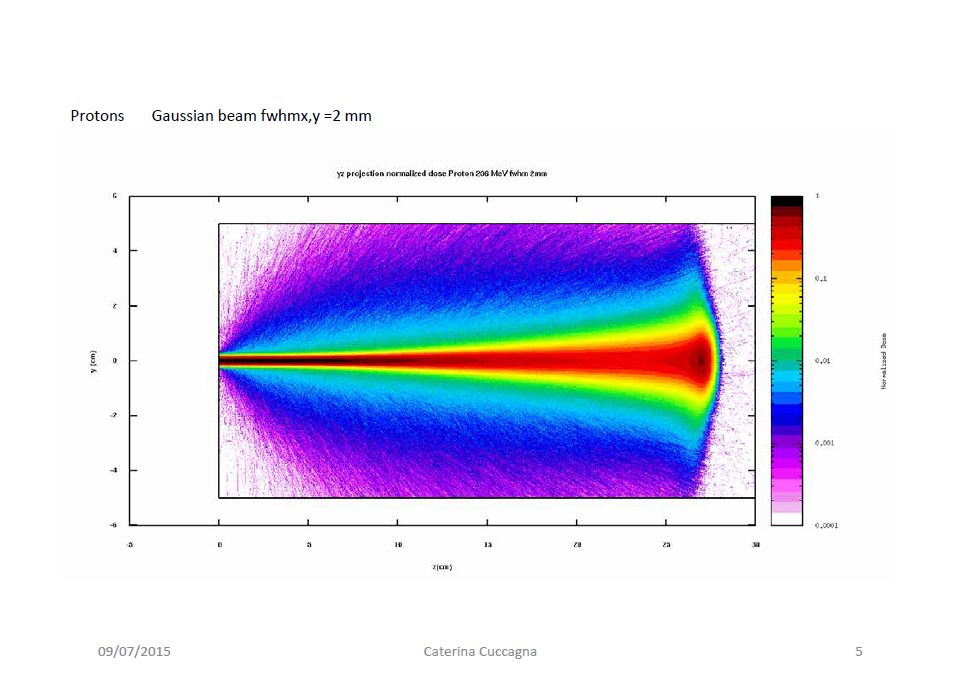 Protons Gaussian beam fwhmx,y =2 mm
yz projection normalized dose Proton 206 MeV fwhm 2mm
6
4
2
0
-2
-4
-6
y (cm)
-5 0 5 10 15 20 25 30
z(cm)
1
0.1
0.01
0.001
0.0001
Normalized Dose
09/07/2015 Caterina Cuccagna 5